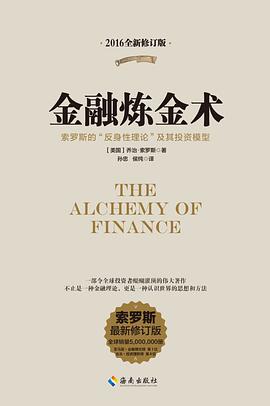 ·2016全新修订版·
金融炼金术
索罗斯的“反身性理论”及其投资模型
[美国] 乔治·索罗斯◎著
孙忠 侯纯◎译
THE
ALCHEMY OF
FINANCE
一部令全球投资者醍醐灌顶的伟大著作
不止是一种金融理论，更是一种认识世界的思想和方法
索罗斯
最新修订版
全球销量5,000,000册
海南出版社